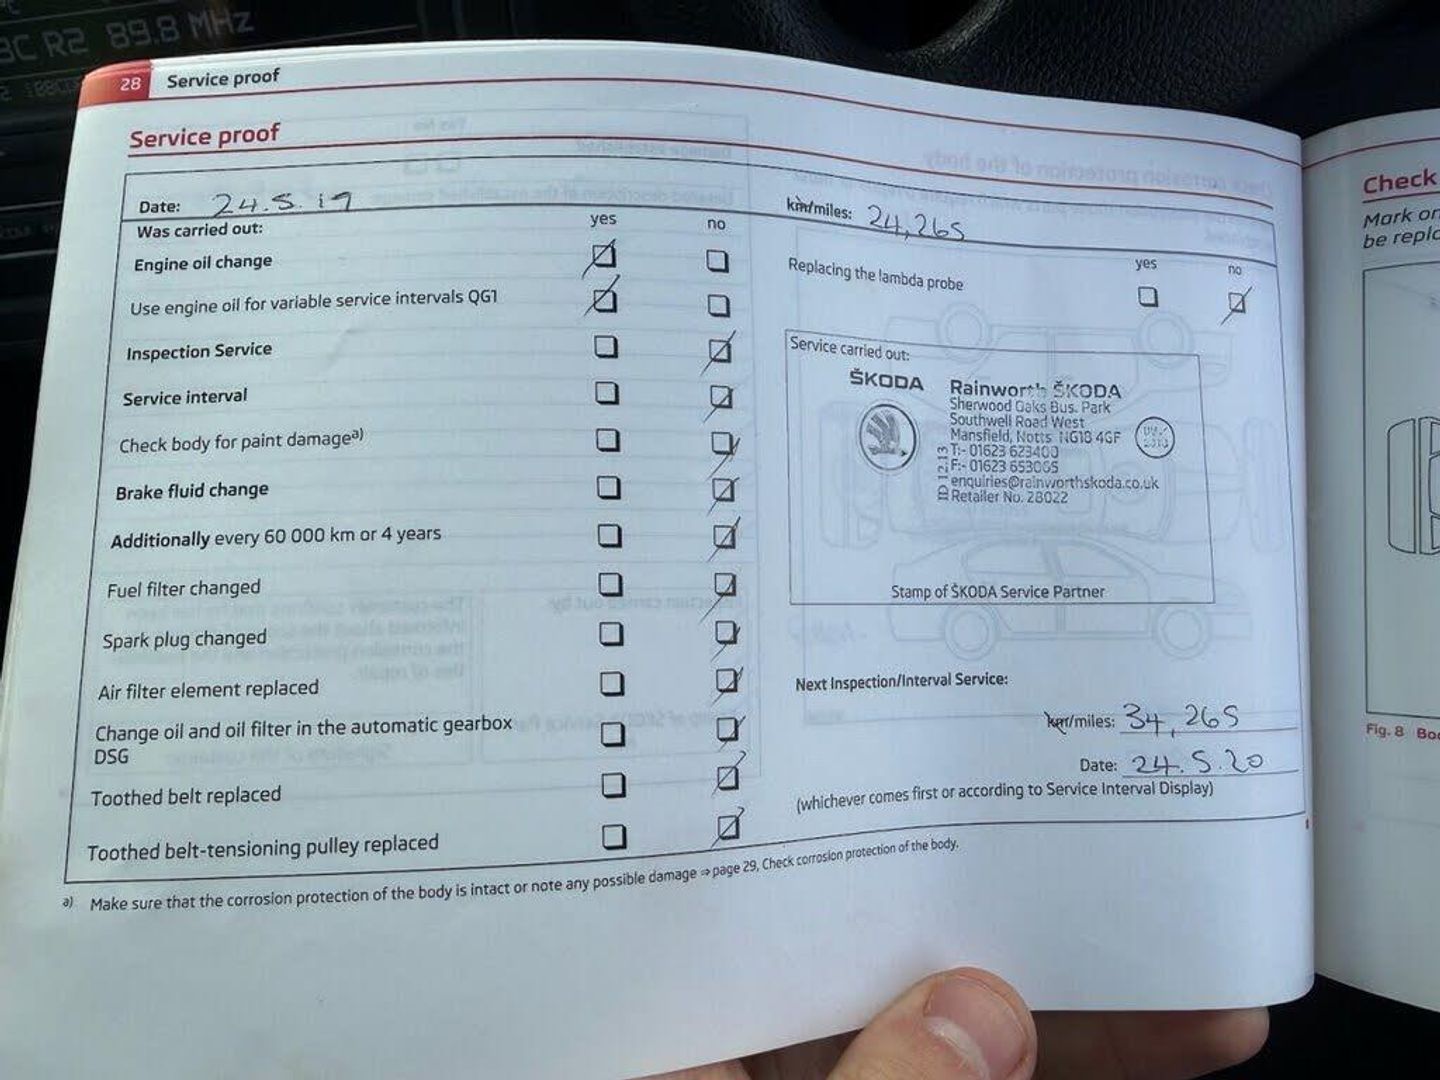 BC R2 89.8 MHz
28 Service proof
Service proof
Date: 24.5.19
km/miles: 24,265
Was carried out:
yes no
Engine oil change
Use engine oil for variable service intervals QG1
Inspection Service
Service interval
Check body for paint damage a)
Brake fluid change
Additionally every 60 000 km or 4 years
Fuel filter changed
Spark plug changed
Air filter element replaced
Change oil and oil filter in the automatic gearbox
DSG
Toothed belt replaced
Toothed belt-tensioning pulley replaced
yes no
Replacing the lambda probe
Service carried out:
ŠKODA
Rainworth ŠKODA
Sherwood Oaks Bus. Park
Southwell Road West
Mansfield, Notts NG18 4GF
T:- 01623 623400
F:- 01623 653065
enquiries@rainworthskoda.co.uk
Retailer No. 28022
Stamp of ŠKODA Service Partner
Next Inspection/Interval Service:
km/miles: 34,265
Date: 24.5.20
(whichever comes first or according to Service Interval Display)
a) Make sure that the corrosion protection of the body is intact or note any possible damage ⇒ page 29, Check corrosion protection of the body.
Check
Mark on
be repla
Fig. 8